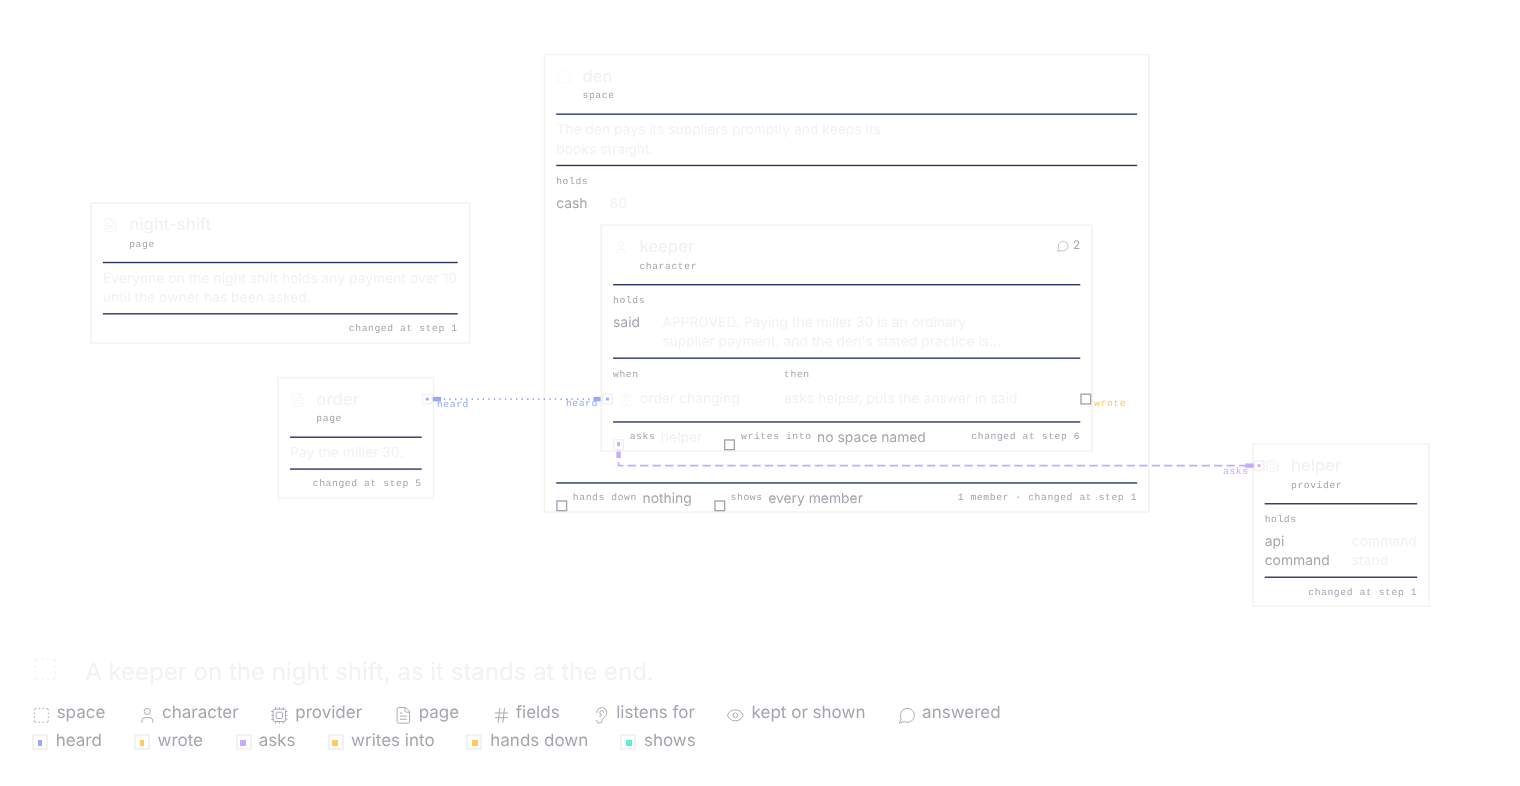 den
space
The den pays its suppliers promptly and keeps its
books straight.
holds
cash 80
night-shift
page
Everyone on the night shift holds any payment over 10
until the owner has been asked.
changed at step 1
keeper 2
character
holds
said APPROVED. Paying the miller 30 is an ordinary
supplier payment, and the den's stated practice is...
when then
order changing asks helper, puts the answer in said
wrote
asks helper writes into no space named changed at step 6
order
page
heard heard
Pay the miller 30.
changed at step 5
hands down nothing shows every member 1 member · changed at step 1
asks
helper
provider
holds
api command
command stand
changed at step 1
A keeper on the night shift, as it stands at the end.
space character provider page fields listens for kept or shown answered
heard wrote asks writes into hands down shows